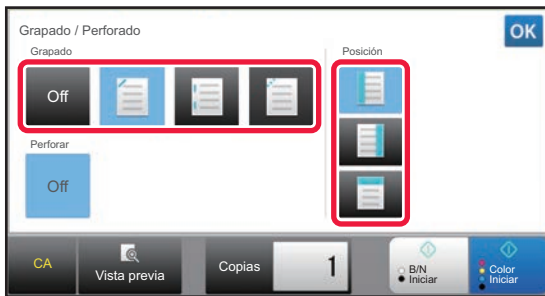 Grapado / Perforado
OK
Grapado
Posición
Off
Perforar
Off
CA
Vista previa
Copias
1
B/N
Iniciar
Color
Iniciar